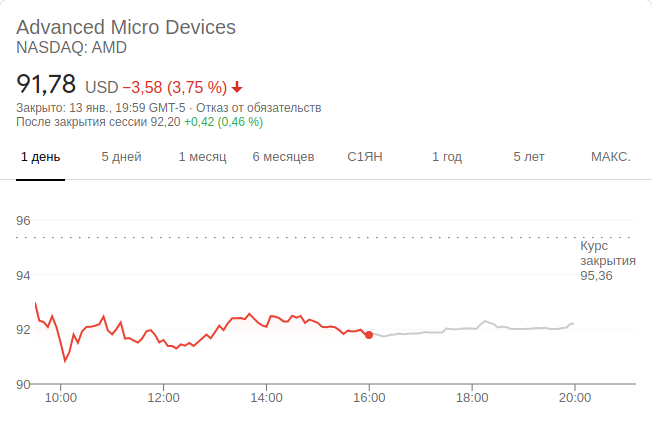 Advanced Micro Devices
NASDAQ: AMD
91,78 USD −3,58 (3,75 %)
Закрыто: 13 янв., 19:59 GMT-5 · Отказ от обязательств
После закрытия сессии 92,20 +0,42 (0,46 %)
1 день 5 дней 1 месяц 6 месяцев С1ЯН 1 год 5 лет МАКС.
96
Курс
закрытия
95,36
94
92
90
10:00 12:00 14:00 16:00 18:00 20:00